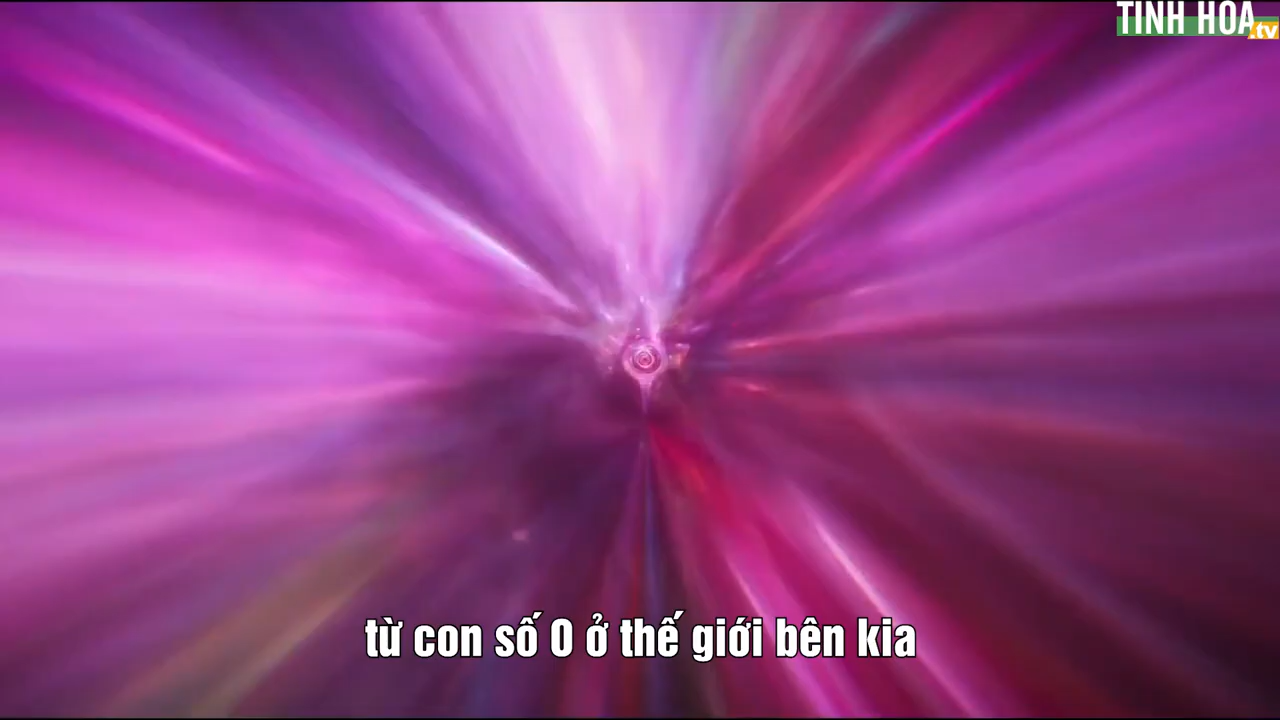 TINH HOA
.tv
từ con số 0 ở thế giới bên kia